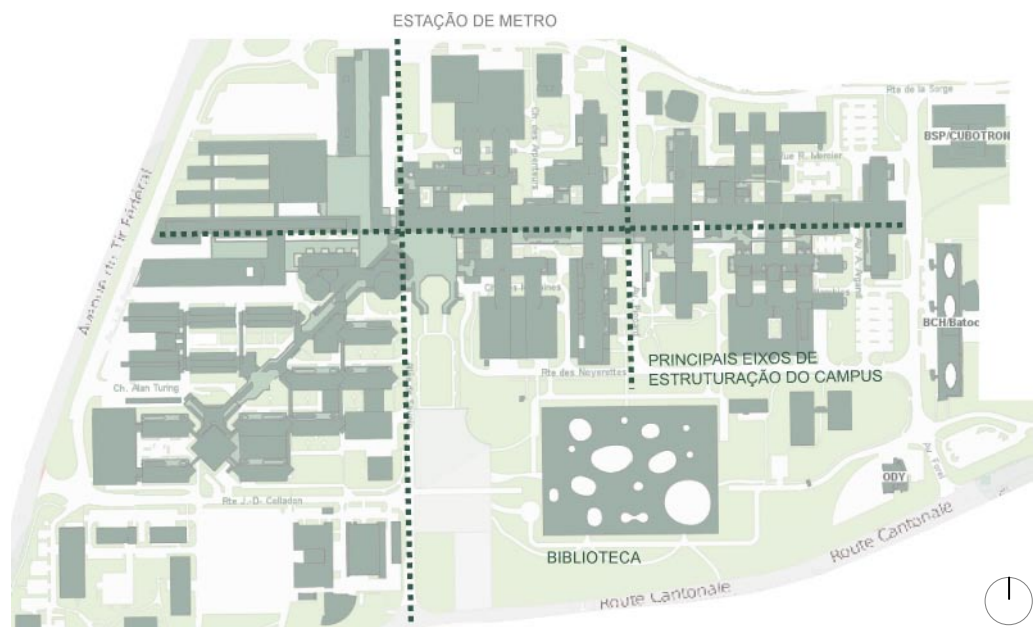 ESTAÇÃO DE METRO
Rte de la Sorge
BSP/CUBOTRON
Avenue du Tir Fédéral
PRINCIPAIS EIXOS DE
ESTRUTURAÇÃO DO CAMPUS
BCH/Batoc
Rte des Noyerettes
Ch. Alan Turing
Rte J.-D. Colladon
ODY
BIBLIOTECA
Route Cantonale
Route Cantonale